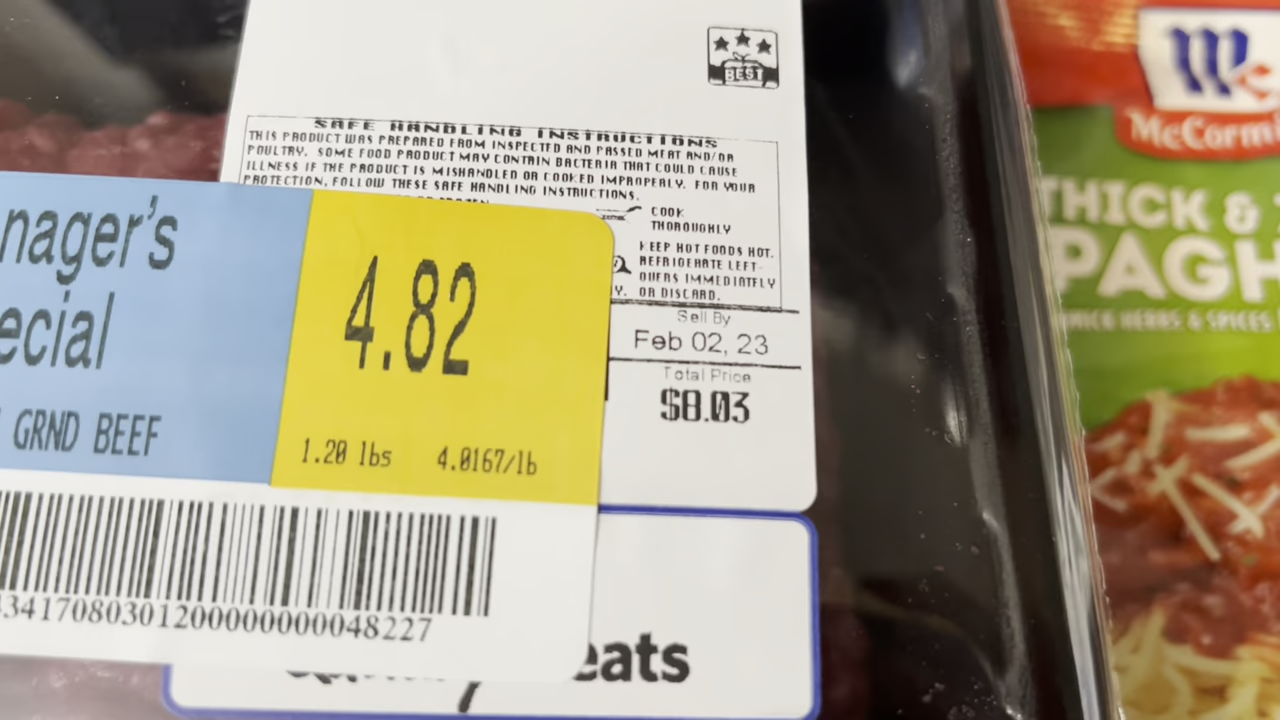 BEST
SAFE HANDLING INSTRUCTIONS
THIS PRODUCT WAS PREPARED FROM INSPECTED AND PASSED MEAT AND/OR
POULTRY. SOME FOOD PRODUCT MAY CONTAIN BACTERIA THAT COULD CAUSE
ILLNESS IF THE PRODUCT IS MISHANDLED OR COOKED IMPROPERLY. FOR YOUR
PROTECTION, FOLLOW THESE SAFE HANDLING INSTRUCTIONS.
COOK
THOROUGHLY
KEEP HOT FOODS HOT.
REFRIGERATE LEFT-
OVERS IMMEDIATELY
Y. OR DISCARD.
Sell By
Feb 02, 23
Total Price
$8.03
nager's
ecial
GRND BEEF
4.82
1.20 lbs 4.0167/lb
34170803012000000000048227
eats
Mc
McCormi
THICK &
PAGH
HERBS & SPICES